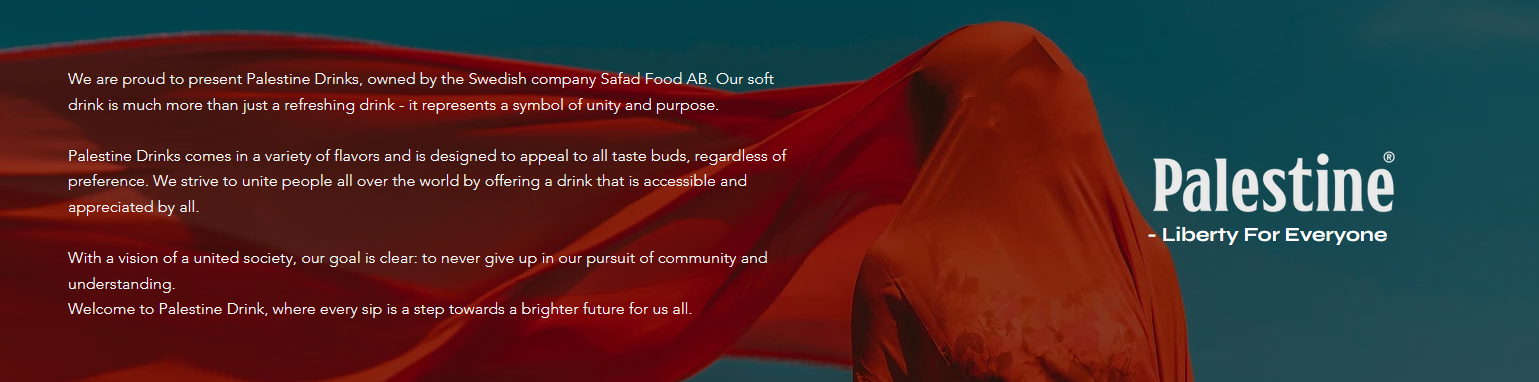 We are proud to present Palestine Drinks, owned by the Swedish company Safad Food AB. Our soft
drink is much more than just a refreshing drink - it represents a symbol of unity and purpose.
Palestine Drinks comes in a variety of flavors and is designed to appeal to all taste buds, regardless of
preference. We strive to unite people all over the world by offering a drink that is accessible and
appreciated by all.
With a vision of a united society, our goal is clear: to never give up in our pursuit of community and
understanding.
Welcome to Palestine Drink, where every sip is a step towards a brighter future for us all.
Palestine®
- Liberty For Everyone